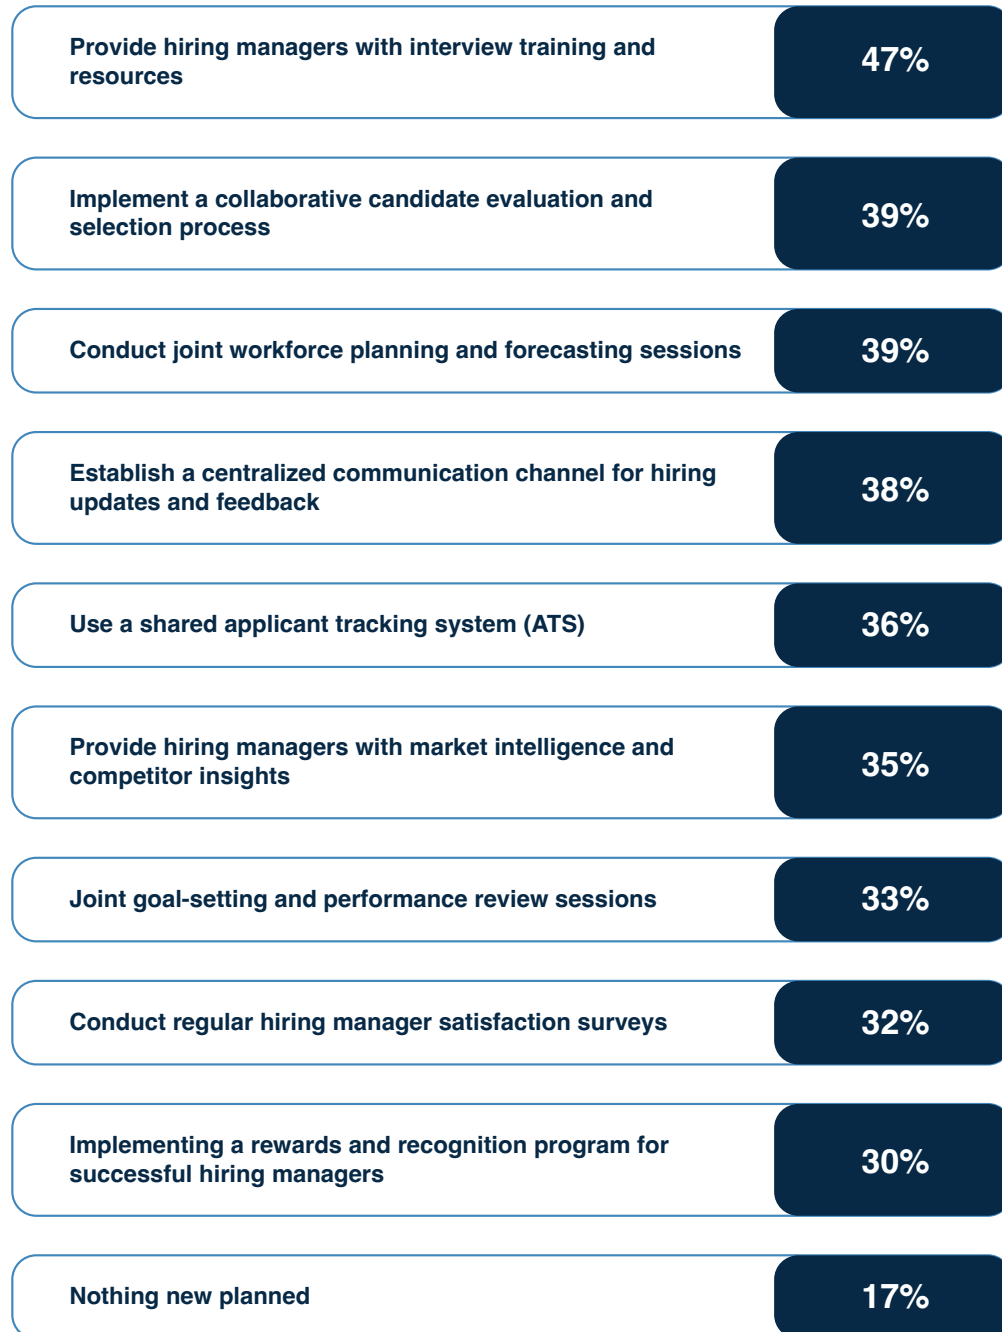 Provide hiring managers with interview training and
resources
47%
Implement a collaborative candidate evaluation and
selection process
39%
Conduct joint workforce planning and forecasting sessions
39%
Establish a centralized communication channel for hiring
updates and feedback
38%
Use a shared applicant tracking system (ATS)
36%
Provide hiring managers with market intelligence and
competitor insights
35%
Joint goal-setting and performance review sessions
33%
Conduct regular hiring manager satisfaction surveys
32%
Implementing a rewards and recognition program for
successful hiring managers
30%
Nothing new planned
17%